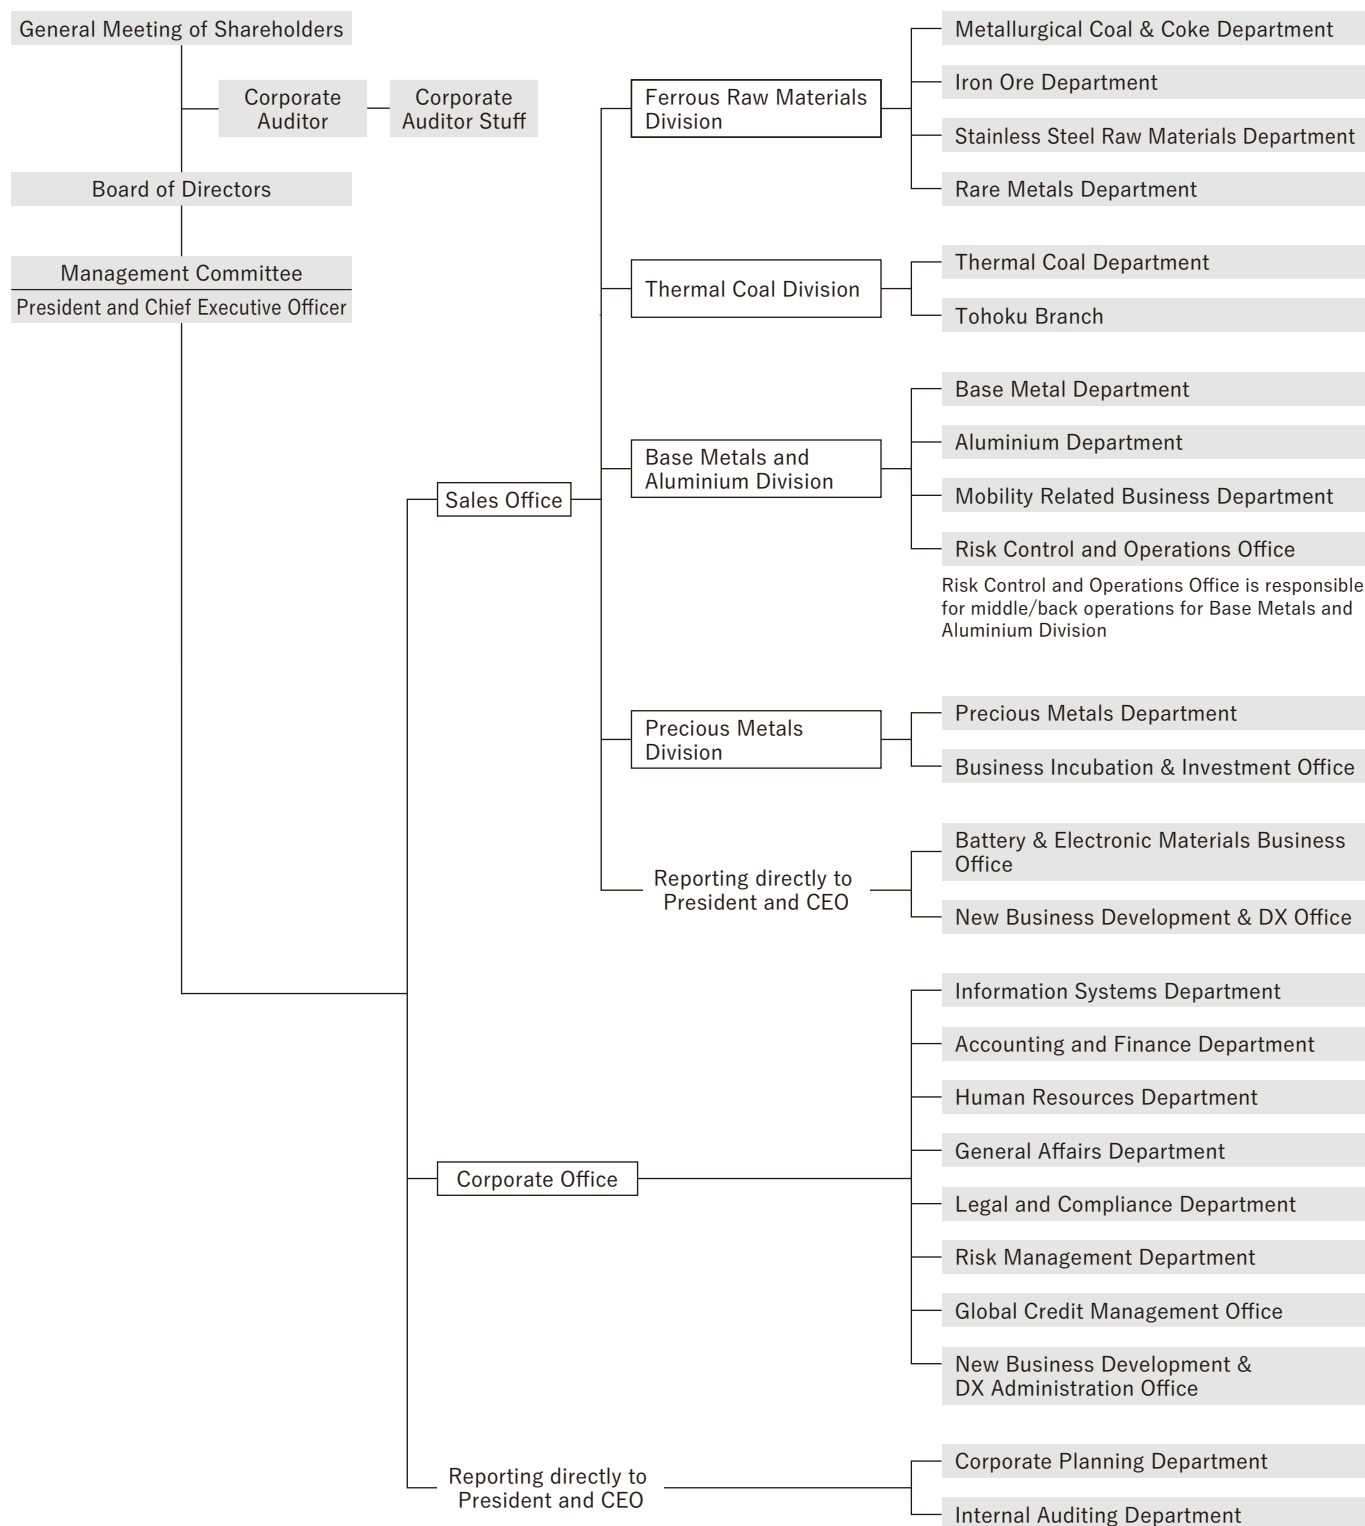 General Meeting of Shareholders
Corporate
Auditor
Corporate
Auditor Stuff
Board of Directors
Management Committee
President and Chief Executive Officer
Sales Office
Ferrous Raw Materials
Division
Metallurgical Coal & Coke Department
Iron Ore Department
Stainless Steel Raw Materials Department
Rare Metals Department
Thermal Coal Division
Thermal Coal Department
Tohoku Branch
Base Metals and
Aluminium Division
Base Metal Department
Aluminium Department
Mobility Related Business Department
Risk Control and Operations Office
Risk Control and Operations Office is responsible
for middle/back operations for Base Metals and
Aluminium Division
Precious Metals
Division
Precious Metals Department
Business Incubation & Investment Office
Reporting directly to
President and CEO
Battery & Electronic Materials Business
Office
New Business Development & DX Office
Corporate Office
Information Systems Department
Accounting and Finance Department
Human Resources Department
General Affairs Department
Legal and Compliance Department
Risk Management Department
Global Credit Management Office
New Business Development &
DX Administration Office
Reporting directly to
President and CEO
Corporate Planning Department
Internal Auditing Department